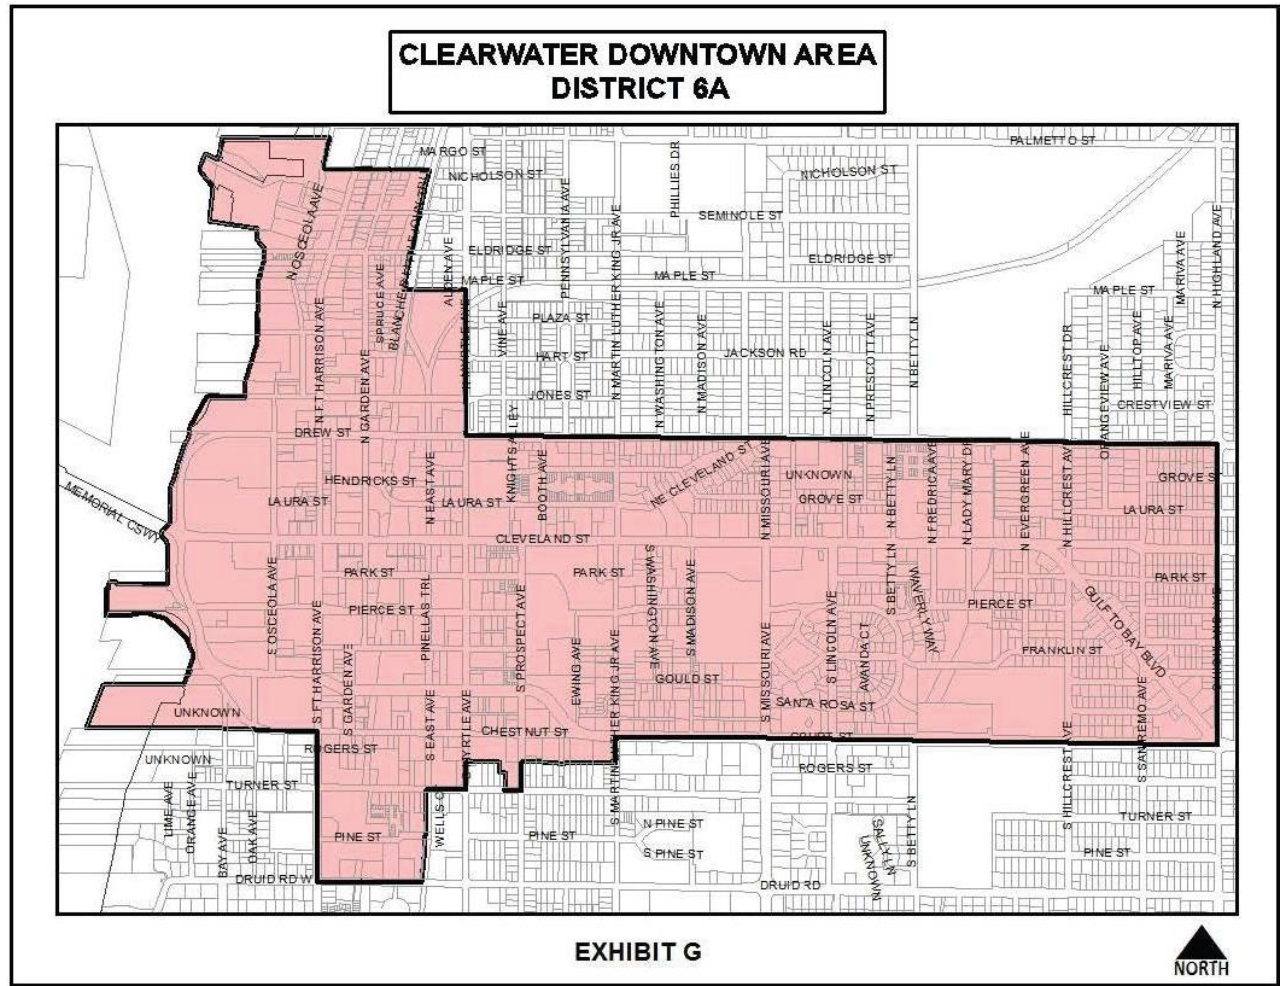 CLEARWATER DOWNTOWN AREA
DISTRICT 6A
PALMETTO ST
MARGO ST
NICHOLSON ST
NICHOLSON ST
PHILLIES DR
PENNSYLVANIA AVE
SEMINOLE ST
N OSCEOLA AVE
ALDEN AVE
ELDRIDGE ST
ELDRIDGE ST
N MARTIN LUTHER KING JR AVE
MARIVA AVE
N HIGHLAND AVE
MAPLE ST
MAPLE ST
MAPLE ST
SPRUCE AVE
N FT HARRISON AVE
N GARDEN AVE
VINE AVE
PLAZA ST
HART ST
JONES ST
N WASHINGTON AVE
N MADISON AVE
JACKSON RD
N LINCOLN AVE
N PRESCOTT AVE
N BETTY LN
HILLCREST DR
ORANGEVIEW AVE
HILLTOP AVE
MARIVA AVE
CRESTVIEW ST
DREW ST
HENDRICKS ST
LAURA ST
N EAST AVE
LAURA ST
KNIGHTS ALLEY
BOOTH AVE
NE CLEVELAND ST
N MISSOURI AVE
UNKNOWN
GROVE ST
N BETTY LN
N FREDRICA AVE
N LADY MARY DR
N EVERGREEN AVE
N HILLCREST AV
GROVE S
LAURA ST
MEMORIAL CSWY
CLEVELAND ST
S OSCEOLA AVE
PARK ST
PIERCE ST
PINELLAS TRL
PARK ST
S WASHINGTON AVE
S MADISON AVE
S BETTY LN
WAVERLY WAY
PIERCE ST
GULF TO BAY BLVD
PARK ST
S FT HARRISON AVE
S GARDEN AVE
S PROSPECT AVE
EWING AVE
GOULD ST
S MISSOURI AVE
S LINCOLN AVE
AVANDA CT
FRANKLIN ST
SANTA ROSA ST
UNKNOWN
ROGERS ST
S EAST AVE
CHESTNUT ST
COURT ST
S SAN REMO AVE
UNKNOWN
TURNER ST
LIME AVE
ORANGE AVE
BAY AVE
OAK AVE
ROGERS ST
S HILLCREST AVE
TURNER ST
PINE ST
PINE ST
N PINE ST
S PINE ST
SALLY LN
UNKNOWN
S BETTY LN
PINE ST
DRUID RD W
DRUID RD
EXHIBIT G
NORTH